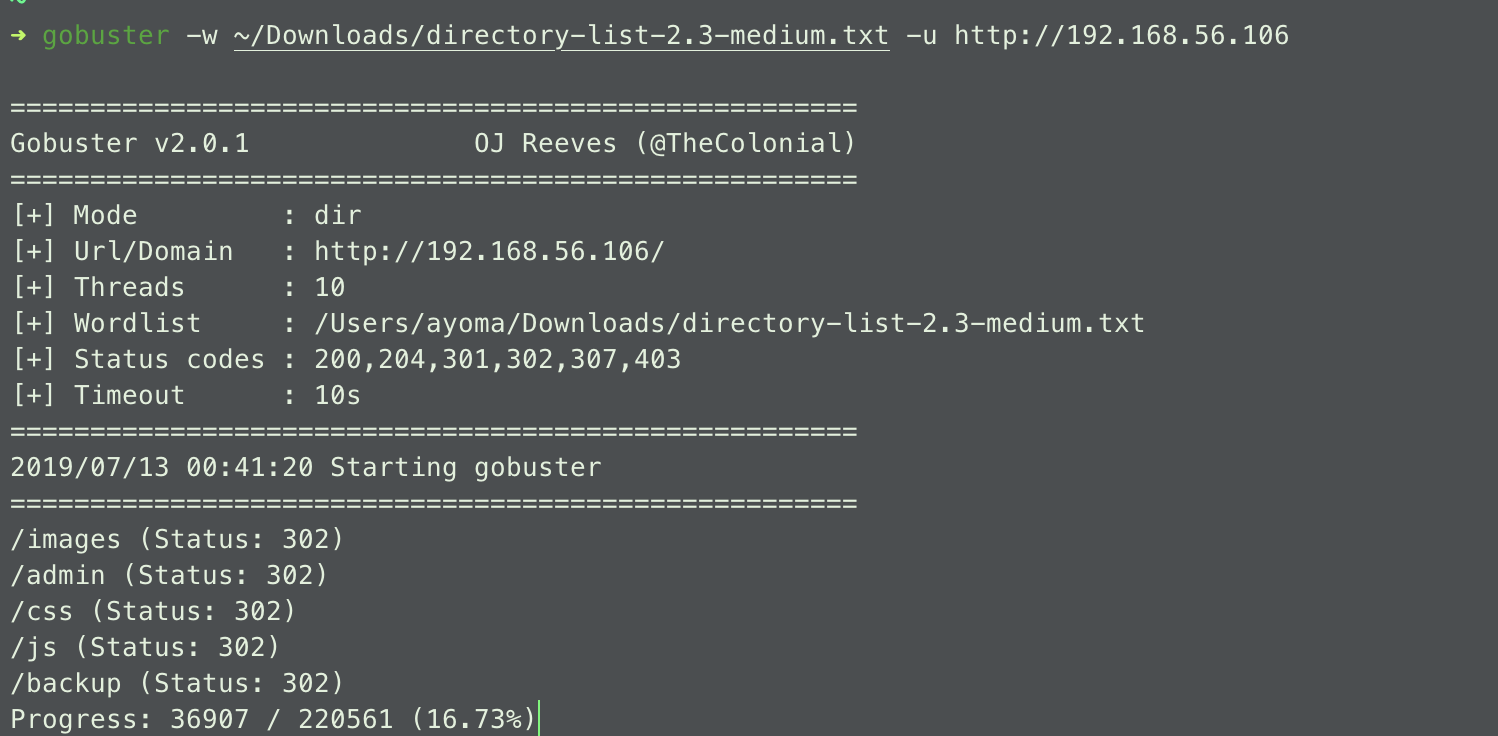 ➜ gobuster -w ~/Downloads/directory-list-2.3-medium.txt -u http://192.168.56.106
=====================================================
Gobuster v2.0.1              OJ Reeves (@TheColonial)
=====================================================
[+] Mode         : dir
[+] Url/Domain   : http://192.168.56.106/
[+] Threads      : 10
[+] Wordlist     : /Users/ayoma/Downloads/directory-list-2.3-medium.txt
[+] Status codes : 200,204,301,302,307,403
[+] Timeout      : 10s
=====================================================
2019/07/13 00:41:20 Starting gobuster
=====================================================
/images (Status: 302)
/admin (Status: 302)
/css (Status: 302)
/js (Status: 302)
/backup (Status: 302)
Progress: 36907 / 220561 (16.73%)